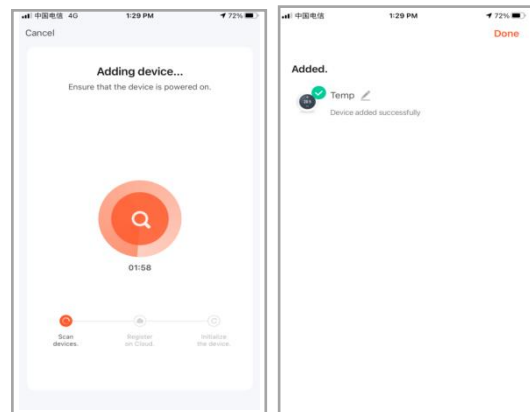 中国电信 4G 1:29 PM 72%
Cancel
Adding device...
Ensure that the device is powered on.
01:58
Scan devices.
Register on Cloud.
Initialize the device.
中国电信 1:29 PM 72%
Done
Added.
Temp
Device added successfully